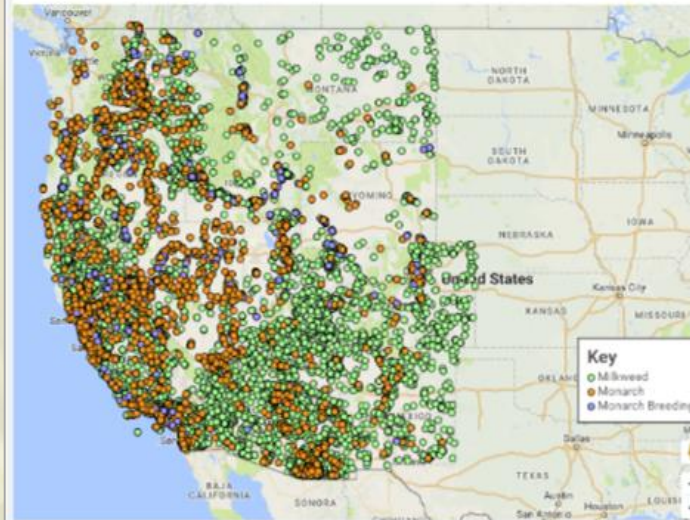 Vancouver
Victoria
NORTH
DAKOTA
MONTANA
MINNESOTA
Minneapolis
SOUTH
DAKOTA
WYOMING
IOWA
NEBRASKA
United States
Kansas City
KANSAS
MISSOURI
Key
Milkweed
Monarch
Monarch Breeding
Dallas
TEXAS
Austin
Houston
San Antonio
BAJA
CALIFORNIA
SONORA